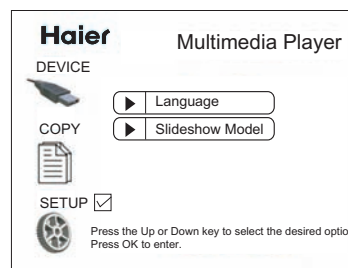 Haier
Multimedia Player
DEVICE
Language
Slideshow Model
COPY
SETUP
Press the Up or Down key to select the desired optio
Press OK to enter.